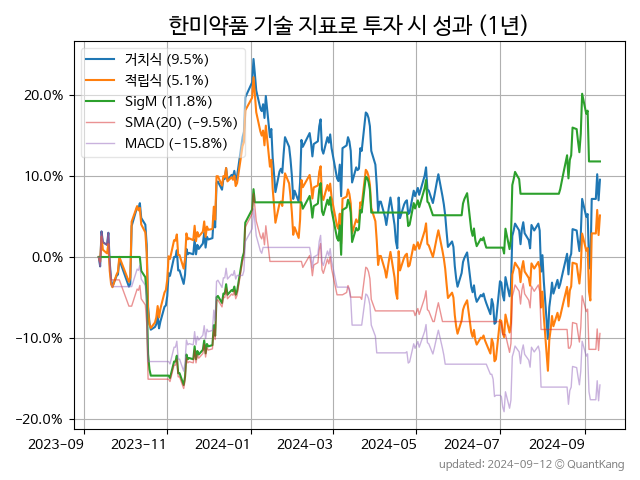 한미약품 기술 지표로 투자 시 성과 (1년)
거치식 (9.5%)
적립식 (5.1%)
SigM (11.8%)
SMA(20) (−9.5%)
MACD (−15.8%)
20.0%
10.0%
0.0%
−10.0%
−20.0%
2023-09
2023-11
2024-01
2024-03
2024-05
2024-07
2024-09
updated: 2024-09-12 © QuantKang